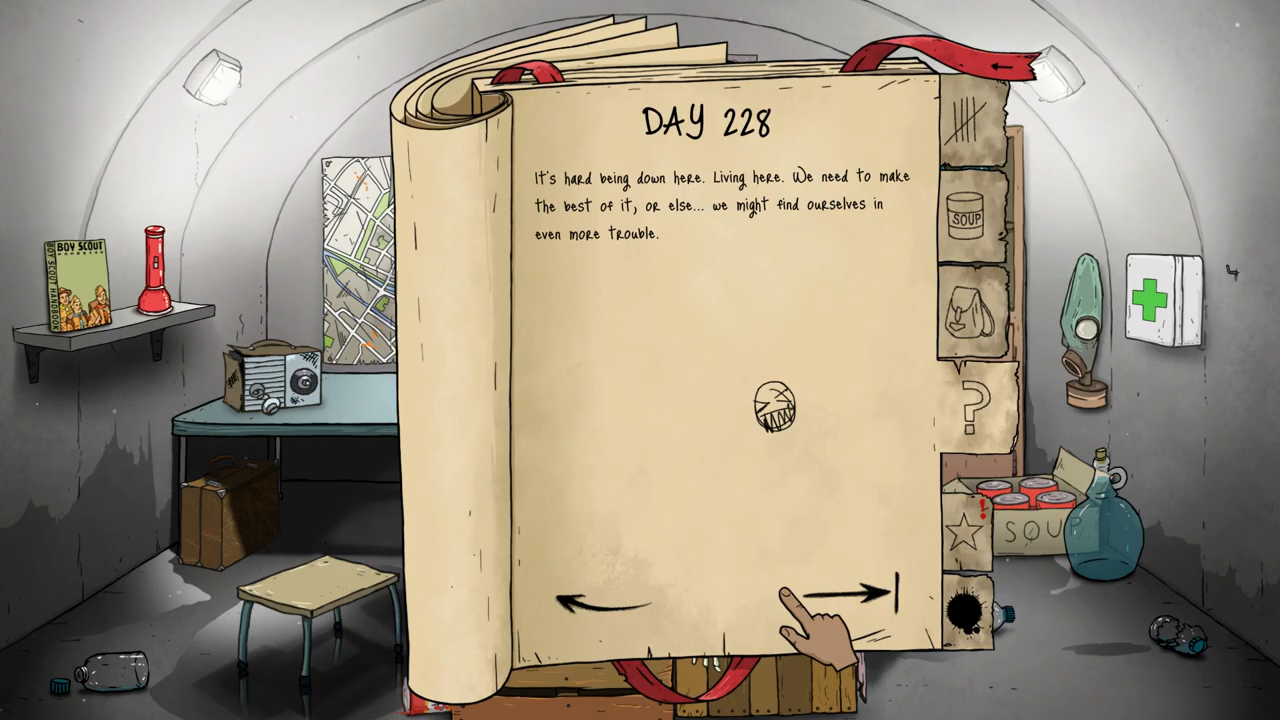 DAY 228
It's hard being down here. Living here. We need to make
the best of it, or else... we might find ourselves in
even more trouble.
BOY SCOUT
HANDBOOK
BOY SCOUT HANDBOOK
SOUP
?
!
SOUP